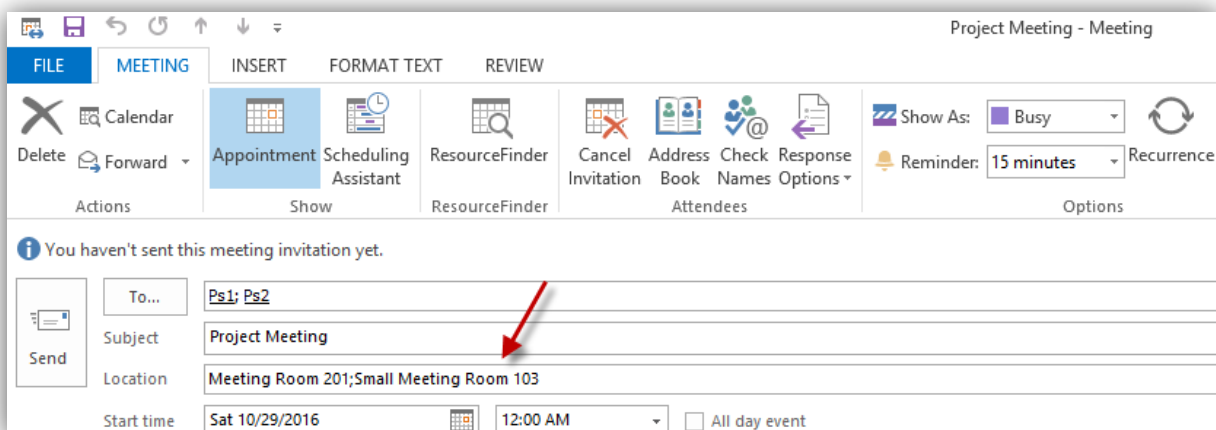 Project Meeting - Meeting
FILE MEETING INSERT FORMAT TEXT REVIEW
Delete
Calendar
Forward
Actions
Appointment
Scheduling
Assistant
Show
ResourceFinder
ResourceFinder
Cancel
Invitation
Address
Book
Check
Names
Response
Options
Attendees
Show As: Busy
Reminder: 15 minutes
Recurrence
Options
You haven't sent this meeting invitation yet.
Send
To... Ps1; Ps2
Subject Project Meeting
Location Meeting Room 201;Small Meeting Room 103
Start time Sat 10/29/2016 12:00 AM All day event